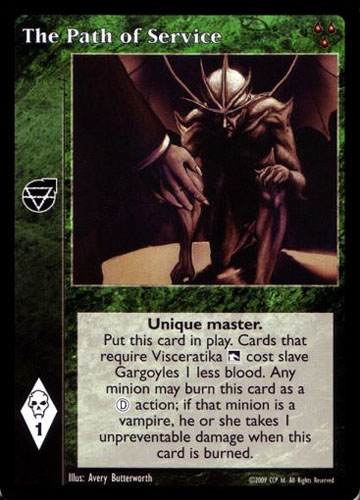 The Path of Service
Unique master.
Put this card in play. Cards that
require Visceratika cost slave
Gargoyles 1 less blood. Any
minion may burn this card as
a D action; if that minion is a
vampire, he or she takes 1
unpreventable damage when this
card is burned.
1
Illus: Avery Butterworth
©2009 CCP hf. All Rights Reserved